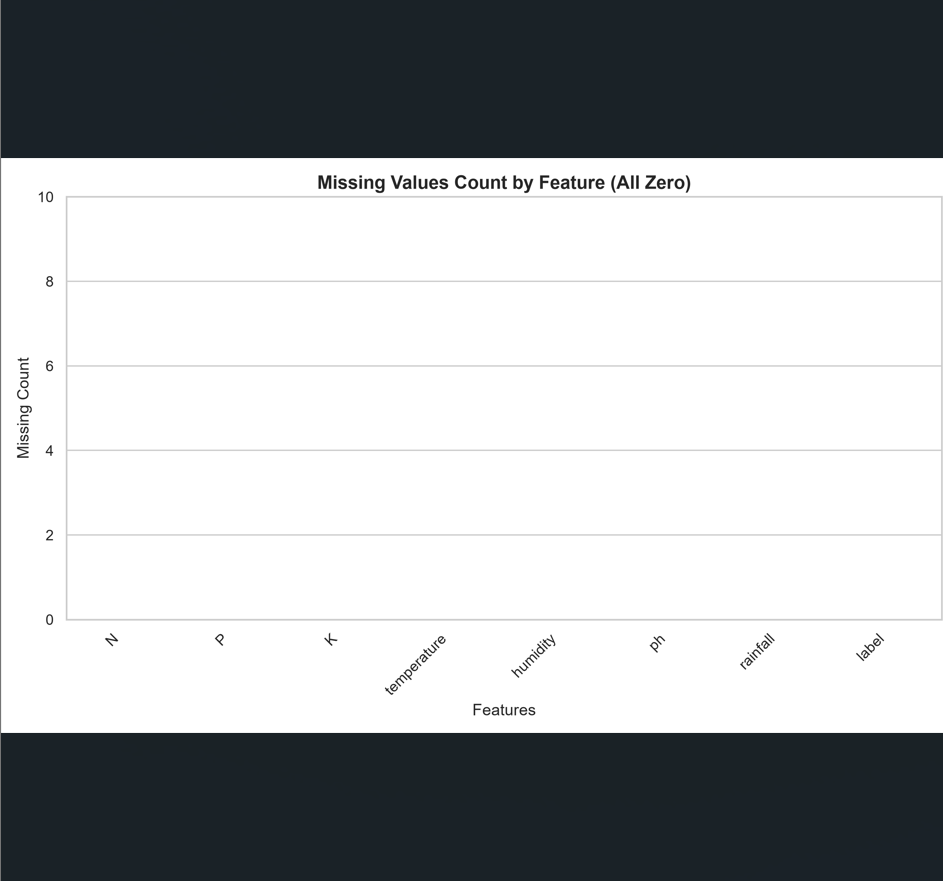 Missing Values Count by Feature (All Zero)
10
8
6
4
2
0
Missing Count
N
P
K
temperature
humidity
ph
rainfall
label
Features